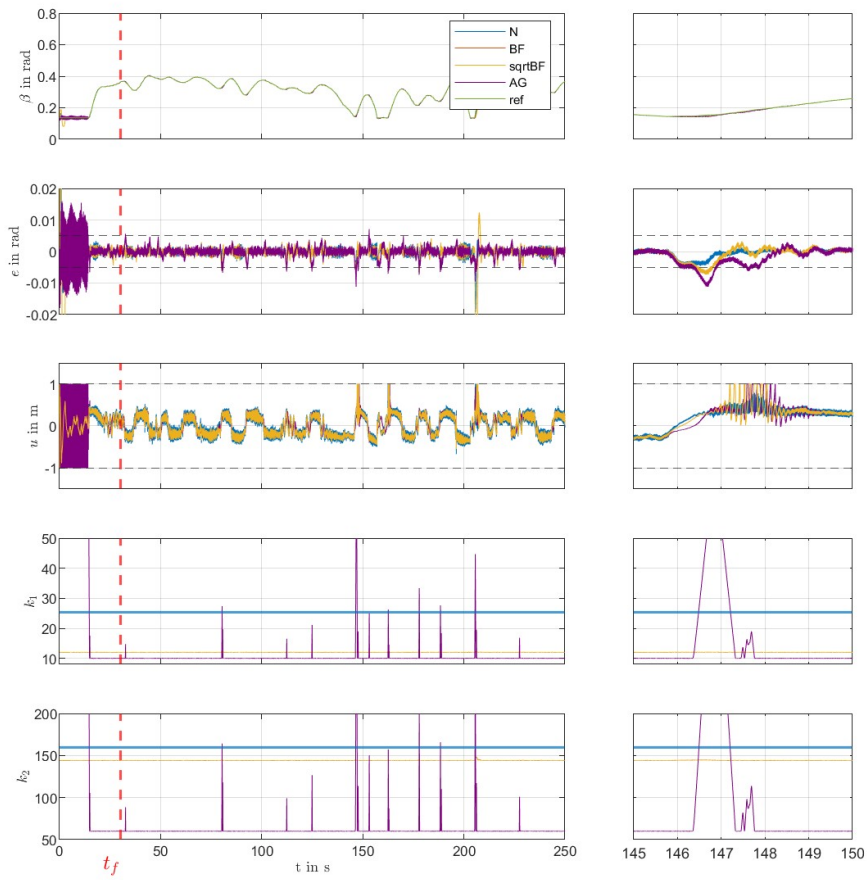 0.8
0.6
0.4
0.2
0
β in rad
N
BF
sqrtBF
AG
ref
0.02
0.01
0
-0.01
-0.02
e in rad
1
0
-1
u in m
50
40
30
20
10
k₁
200
150
100
50
k₂
0 50 100 150 200 250
t_f
t in s
145 146 147 148 149 150